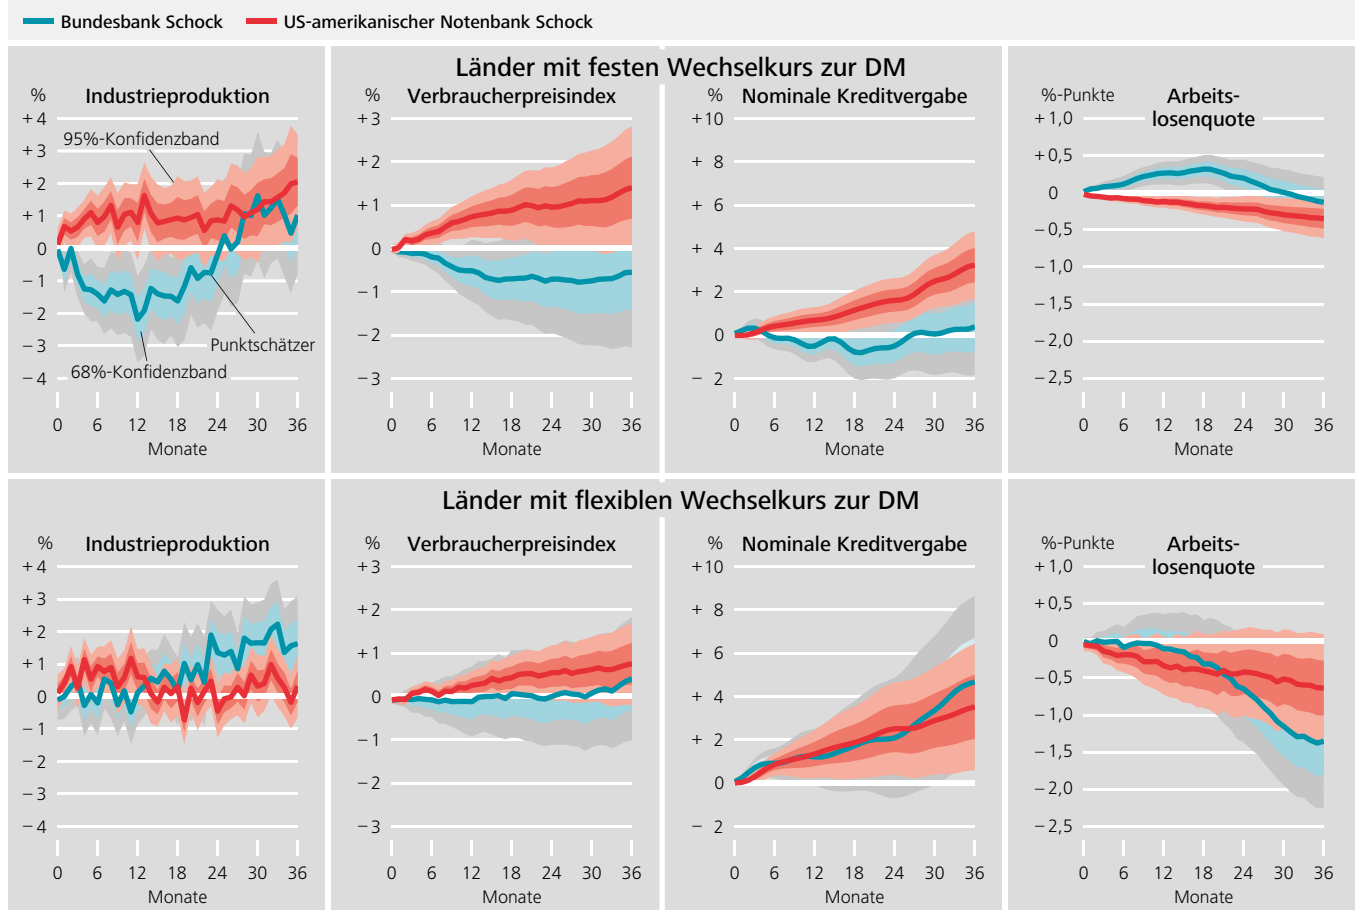 Bundesbank Schock
US-amerikanischer Notenbank Schock
Länder mit festen Wechselkurs zur DM
%
Industrieproduktion
+4
+3
+2
+1
0
−1
−2
−3
−4
95%-Konfidenzband
Punktschätzer
68%-Konfidenzband
0 6 12 18 24 30 36
Monate
%
Verbraucherpreisindex
+3
+2
+1
0
−1
−2
−3
0 6 12 18 24 30 36
Monate
%
Nominale Kreditvergabe
+10
+ 8
+ 6
+ 4
+ 2
0
− 2
0 6 12 18 24 30 36
Monate
%-Punkte
Arbeits-
losenquote
+1,0
+0,5
0
−0,5
−1,0
−1,5
−2,0
−2,5
0 6 12 18 24 30 36
Monate
Länder mit flexiblen Wechselkurs zur DM
%
Industrieproduktion
+4
+3
+2
+1
0
−1
−2
−3
−4
0 6 12 18 24 30 36
Monate
%
Verbraucherpreisindex
+3
+2
+1
0
−1
−2
−3
0 6 12 18 24 30 36
Monate
%
Nominale Kreditvergabe
+10
+ 8
+ 6
+ 4
+ 2
0
− 2
0 6 12 18 24 30 36
Monate
%-Punkte
Arbeits-
losenquote
+1,0
+0,5
0
−0,5
−1,0
−1,5
−2,0
−2,5
0 6 12 18 24 30 36
Monate